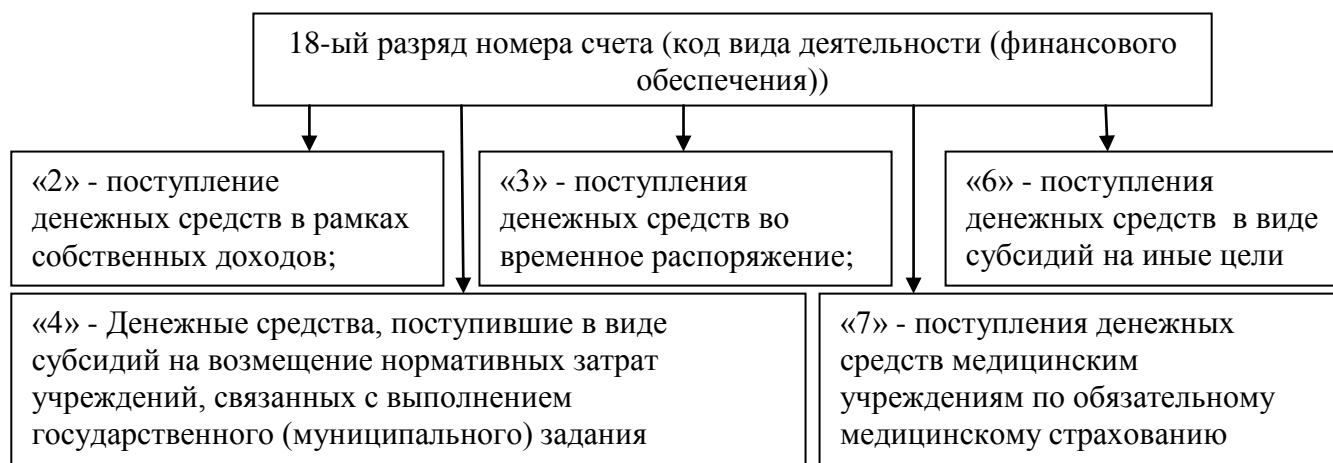 18-ый разряд номера счета (код вида деятельности (финансового
обеспечения))
«2» - поступление
денежных средств в рамках
собственных доходов;
«3» - поступления
денежных средств во
временное распоряжение;
«6» - поступления
денежных средств в виде
субсидий на иные цели
«4» - Денежные средства, поступившие в виде
субсидий на возмещение нормативных затрат
учреждений, связанных с выполнением
государственного (муниципального) задания
«7» - поступления денежных
средств медицинским
учреждениям по обязательному
медицинскому страхованию